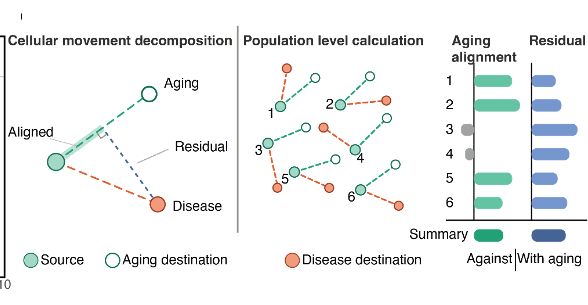 Cellular movement decomposition
Aging
Aligned
Residual
Disease
Population level calculation
1
2
3
4
5
6
Aging
alignment
Residual
1
2
3
4
5
6
Summary
Against
With aging
Source
Aging destination
Disease destination
10